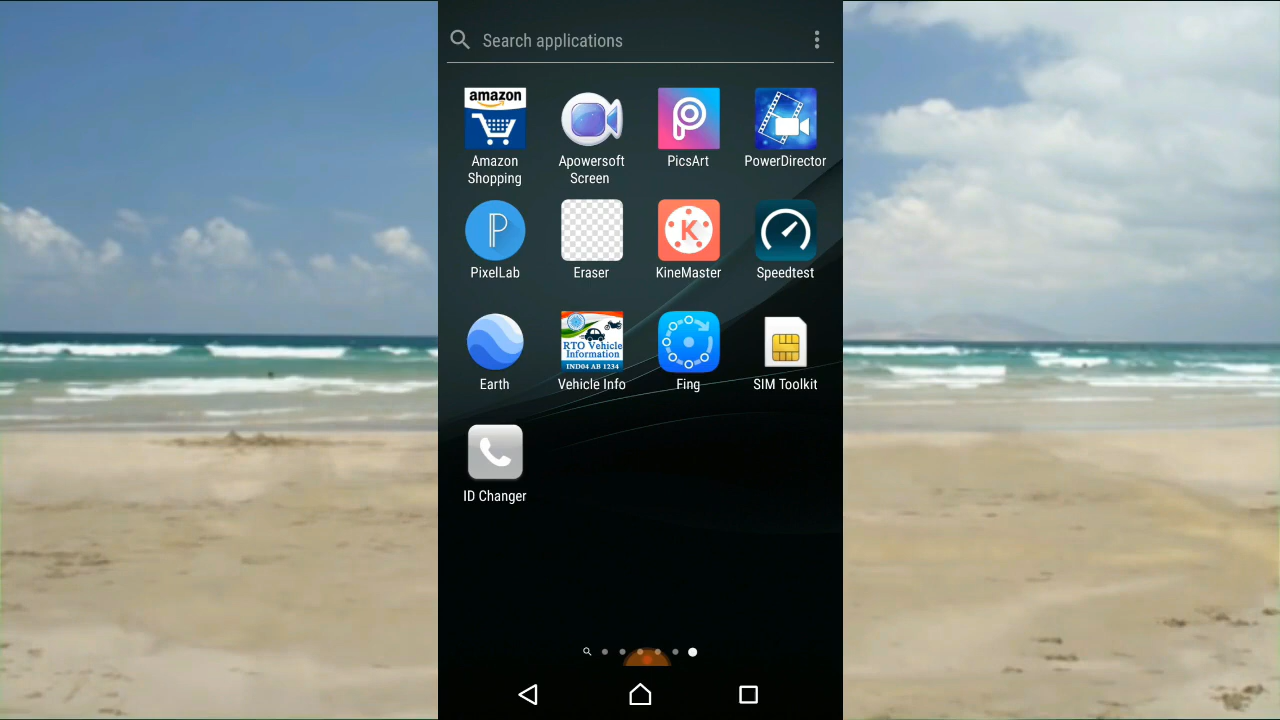 Search applications
amazon
Amazon
Shopping
Apowersoft
Screen
PicsArt
PowerDirector
P
PixelLab
Eraser
K
KineMaster
Speedtest
Earth
RTO Vehicle
Information
IND04 AB 1234
Vehicle Info
Fing
SIM Toolkit
ID Changer